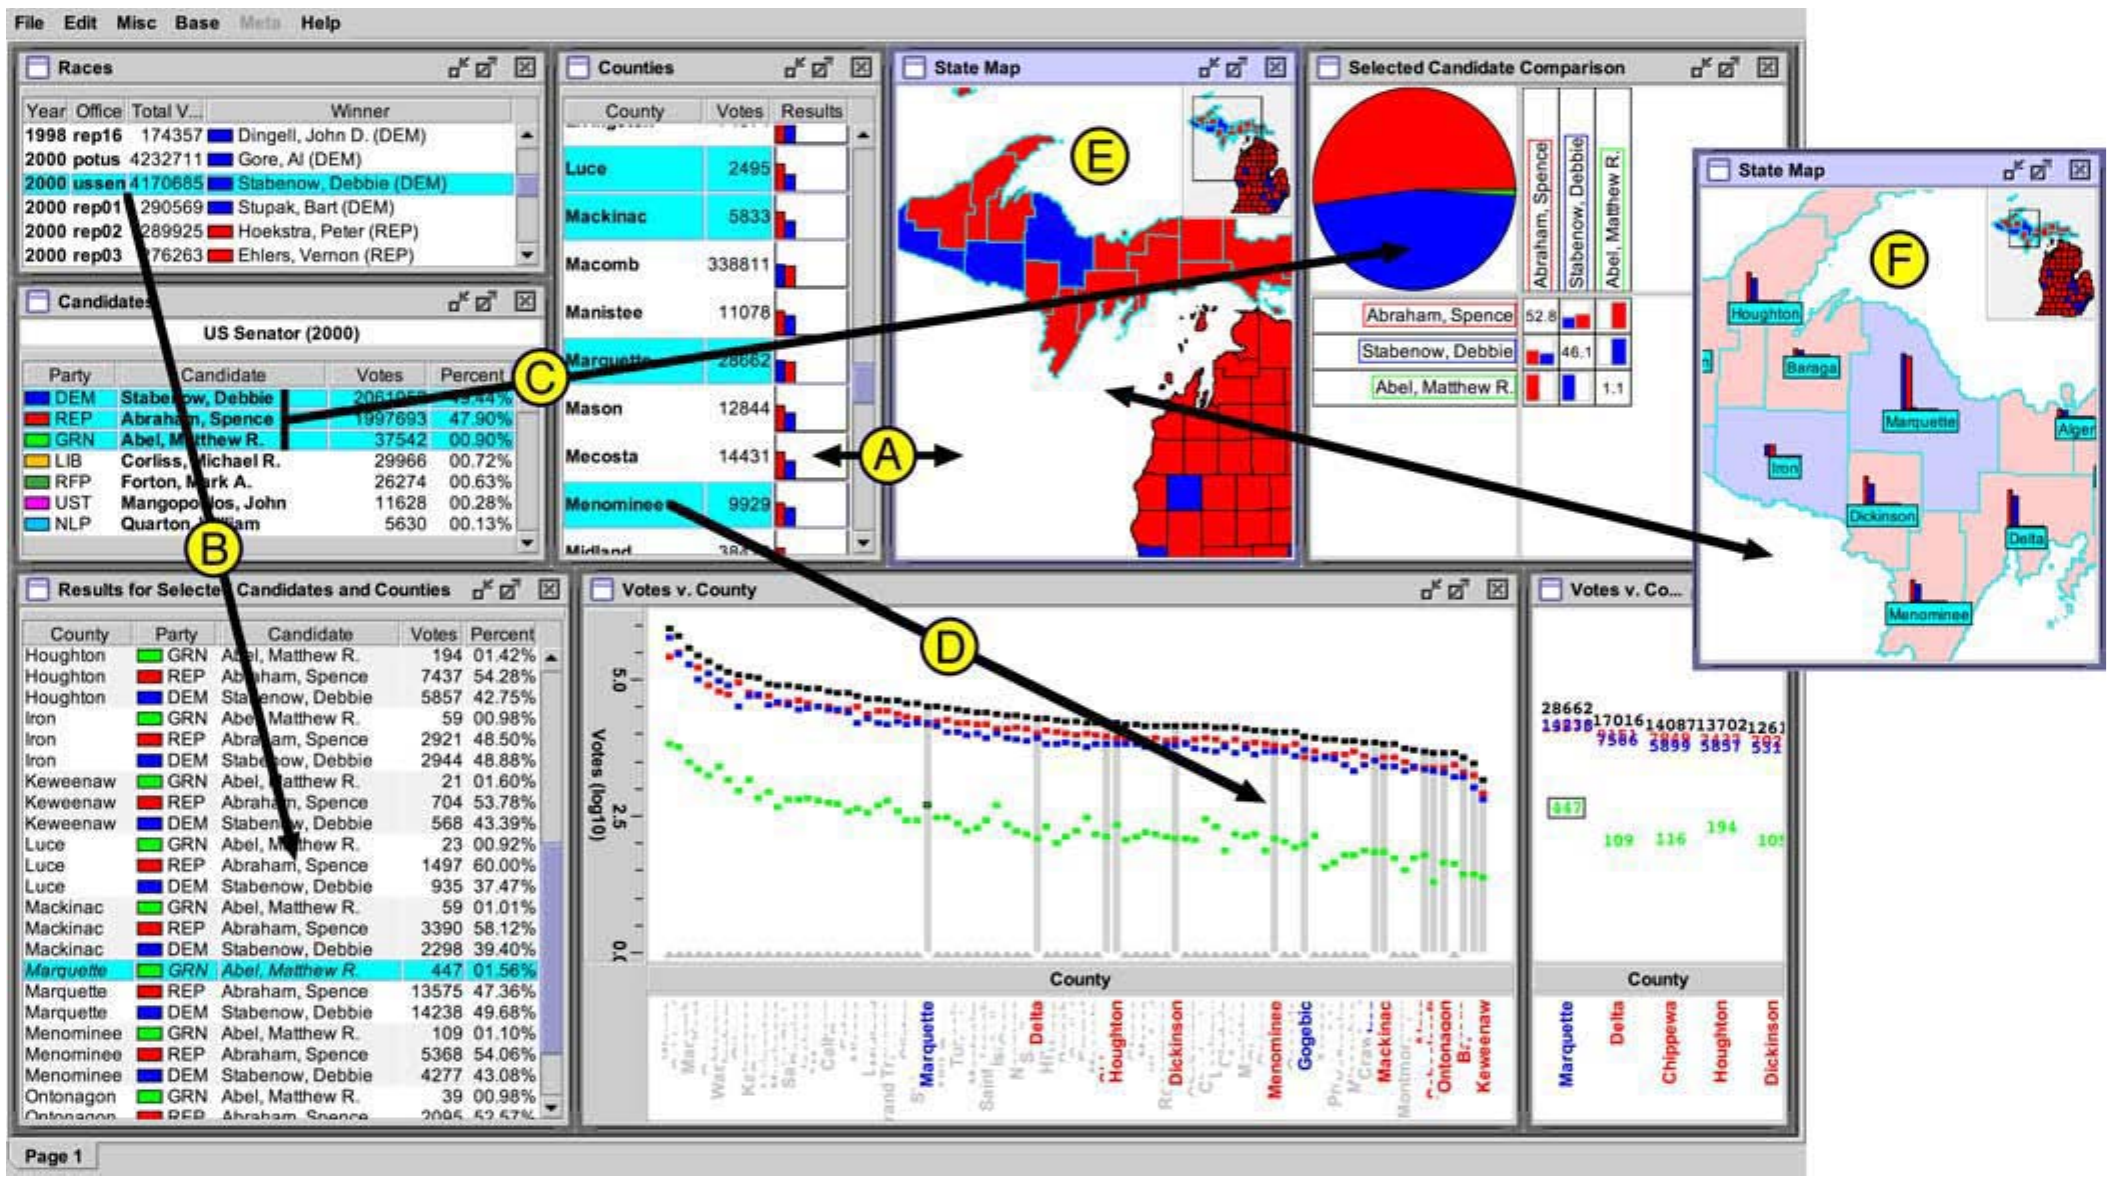 File Edit Misc Base Meta Help
Races
Year Office Total V... Winner
1998 rep16 174357 Dingell, John D. (DEM)
2000 potus 4232711 Gore, Al (DEM)
2000 ussen 4170685 Stabenow, Debbie (DEM)
2000 rep01 290569 Stupak, Bart (DEM)
2000 rep02 289925 Hoekstra, Peter (REP)
2000 rep03 276263 Ehlers, Vernon (REP)
Candidates
US Senator (2000)
Party Candidate Votes Percent
DEM Stabenow, Debbie 49.44%
REP Abraham, Spence 1997693 47.90%
GRN Abel, Matthew R. 37542 00.90%
LIB Corliss, Michael R. 29966 00.72%
RFP Forton, Mark A. 26274 00.63%
UST Mangopoulos, John 11628 00.28%
NLP Quarton, William 5630 00.13%
Counties
County Votes Results
Luce 2495
Mackinac 5833
Macomb 338811
Manistee 11078
Marquette 28662
Mason 12844
Mecosta 14431
Menominee 9929
Midland
State Map
Selected Candidate Comparison
Abraham, Spence
Stabenow, Debbie
Abel, Matthew R.
Abraham, Spence 52.8
Stabenow, Debbie 46.1
Abel, Matthew R. 1.1
State Map
Houghton
Baraga
Marquette
Alger
Iron
Dickinson
Delta
Menominee
A
B
C
D
E
F
Results for Selected Candidates and Counties
County Party Candidate Votes Percent
Houghton GRN Abel, Matthew R. 194 01.42%
Houghton REP Abraham, Spence 7437 54.28%
Houghton DEM Stabenow, Debbie 5857 42.75%
Iron GRN Abel, Matthew R. 59 00.98%
Iron REP Abraham, Spence 2921 48.50%
Iron DEM Stabenow, Debbie 2944 48.88%
Keweenaw GRN Abel, Matthew R. 21 01.60%
Keweenaw REP Abraham, Spence 704 53.78%
Keweenaw DEM Stabenow, Debbie 568 43.39%
Luce GRN Abel, Matthew R. 23 00.92%
Luce REP Abraham, Spence 1497 60.00%
Luce DEM Stabenow, Debbie 935 37.47%
Mackinac GRN Abel, Matthew R. 59 01.01%
Mackinac REP Abraham, Spence 3390 58.12%
Mackinac DEM Stabenow, Debbie 2298 39.40%
Marquette GRN Abel, Matthew R. 447 01.56%
Marquette REP Abraham, Spence 13575 47.36%
Marquette DEM Stabenow, Debbie 14238 49.68%
Menominee GRN Abel, Matthew R. 109 01.10%
Menominee REP Abraham, Spence 5368 54.06%
Menominee DEM Stabenow, Debbie 4277 43.08%
Ontonagon GRN Abel, Matthew R. 39 00.98%
Ontonagon REP Abraham, Spence 2095 52.57%
Votes v. County
Votes (log10)
5.0
2.5
County
Marquette
Delta
Houghton
Dickinson
Menominee
Gogebic
Mackinac
Ontonagon
Keweenaw
Votes v. Co...
28662
17016 14087 13702 1261
7566 5899 5857 531
447
109 116 194 10
County
Marquette
Delta
Chippewa
Houghton
Dickinson
Page 1